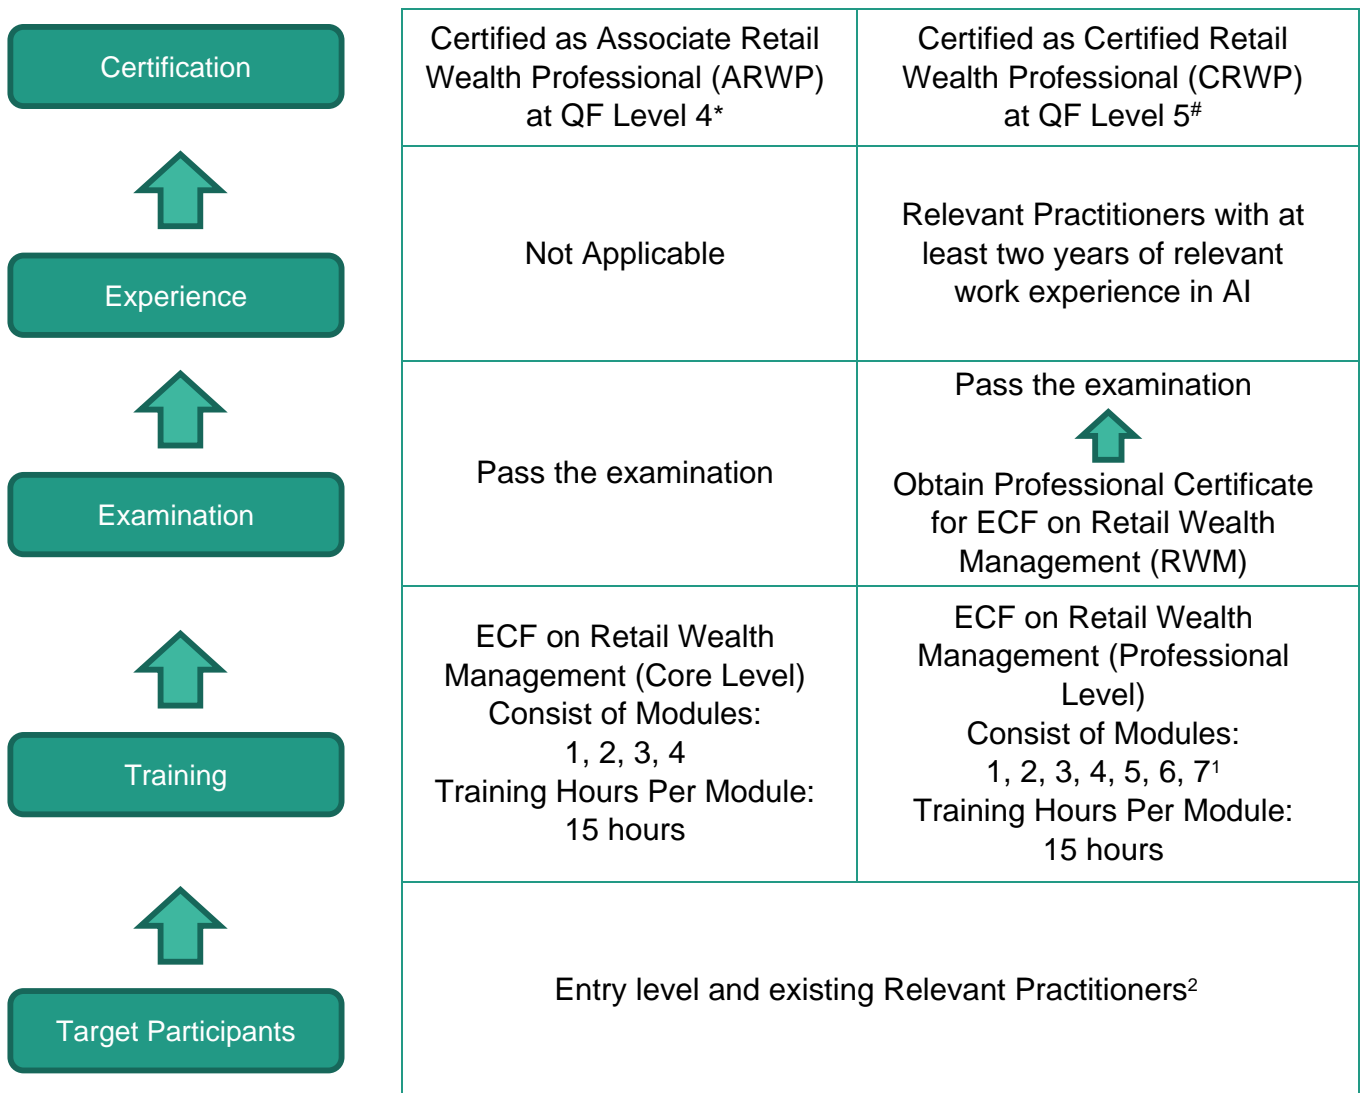 Certification
Certified as Associate Retail
Wealth Professional (ARWP)
at QF Level 4*
Certified as Certified Retail
Wealth Professional (CRWP)
at QF Level 5#
Experience
Not Applicable
Relevant Practitioners with at
least two years of relevant
work experience in AI
Examination
Pass the examination
Pass the examination
Obtain Professional Certificate
for ECF on Retail Wealth
Management (RWM)
Training
ECF on Retail Wealth
Management (Core Level)
Consist of Modules:
1, 2, 3, 4
Training Hours Per Module:
15 hours
ECF on Retail Wealth
Management (Professional
Level)
Consist of Modules:
1, 2, 3, 4, 5, 6, 7¹
Training Hours Per Module:
15 hours
Target Participants
Entry level and existing Relevant Practitioners²